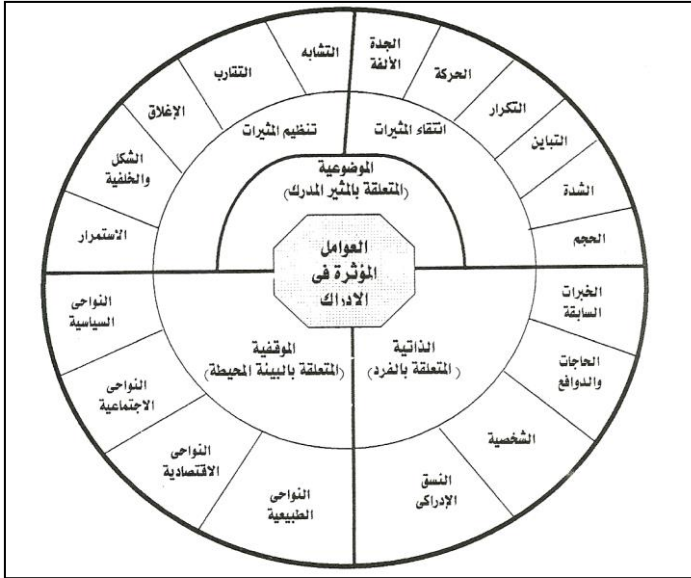 العوامل
المؤثرة فى
الادراك
الموضوعية
(المتعلقة بالمثير المدرك)
انتقاء المثيرات
الجدة
الألفة
الحركة
التكرار
التباين
الشدة
الحجم
تنظيم المثيرات
التشابه
التقارب
الإغلاق
الشكل
والخلفية
الاستمرار
الذاتية
(المتعلقة بالفرد)
الخبرات
السابقة
الحاجات
والدوافع
الشخصية
النسق
الإدراكى
الموقفية
(المتعلقة بالبيئة المحيطة)
النواحى
السياسية
النواحى
الاجتماعية
النواحى
الاقتصادية
النواحى
الطبيعية